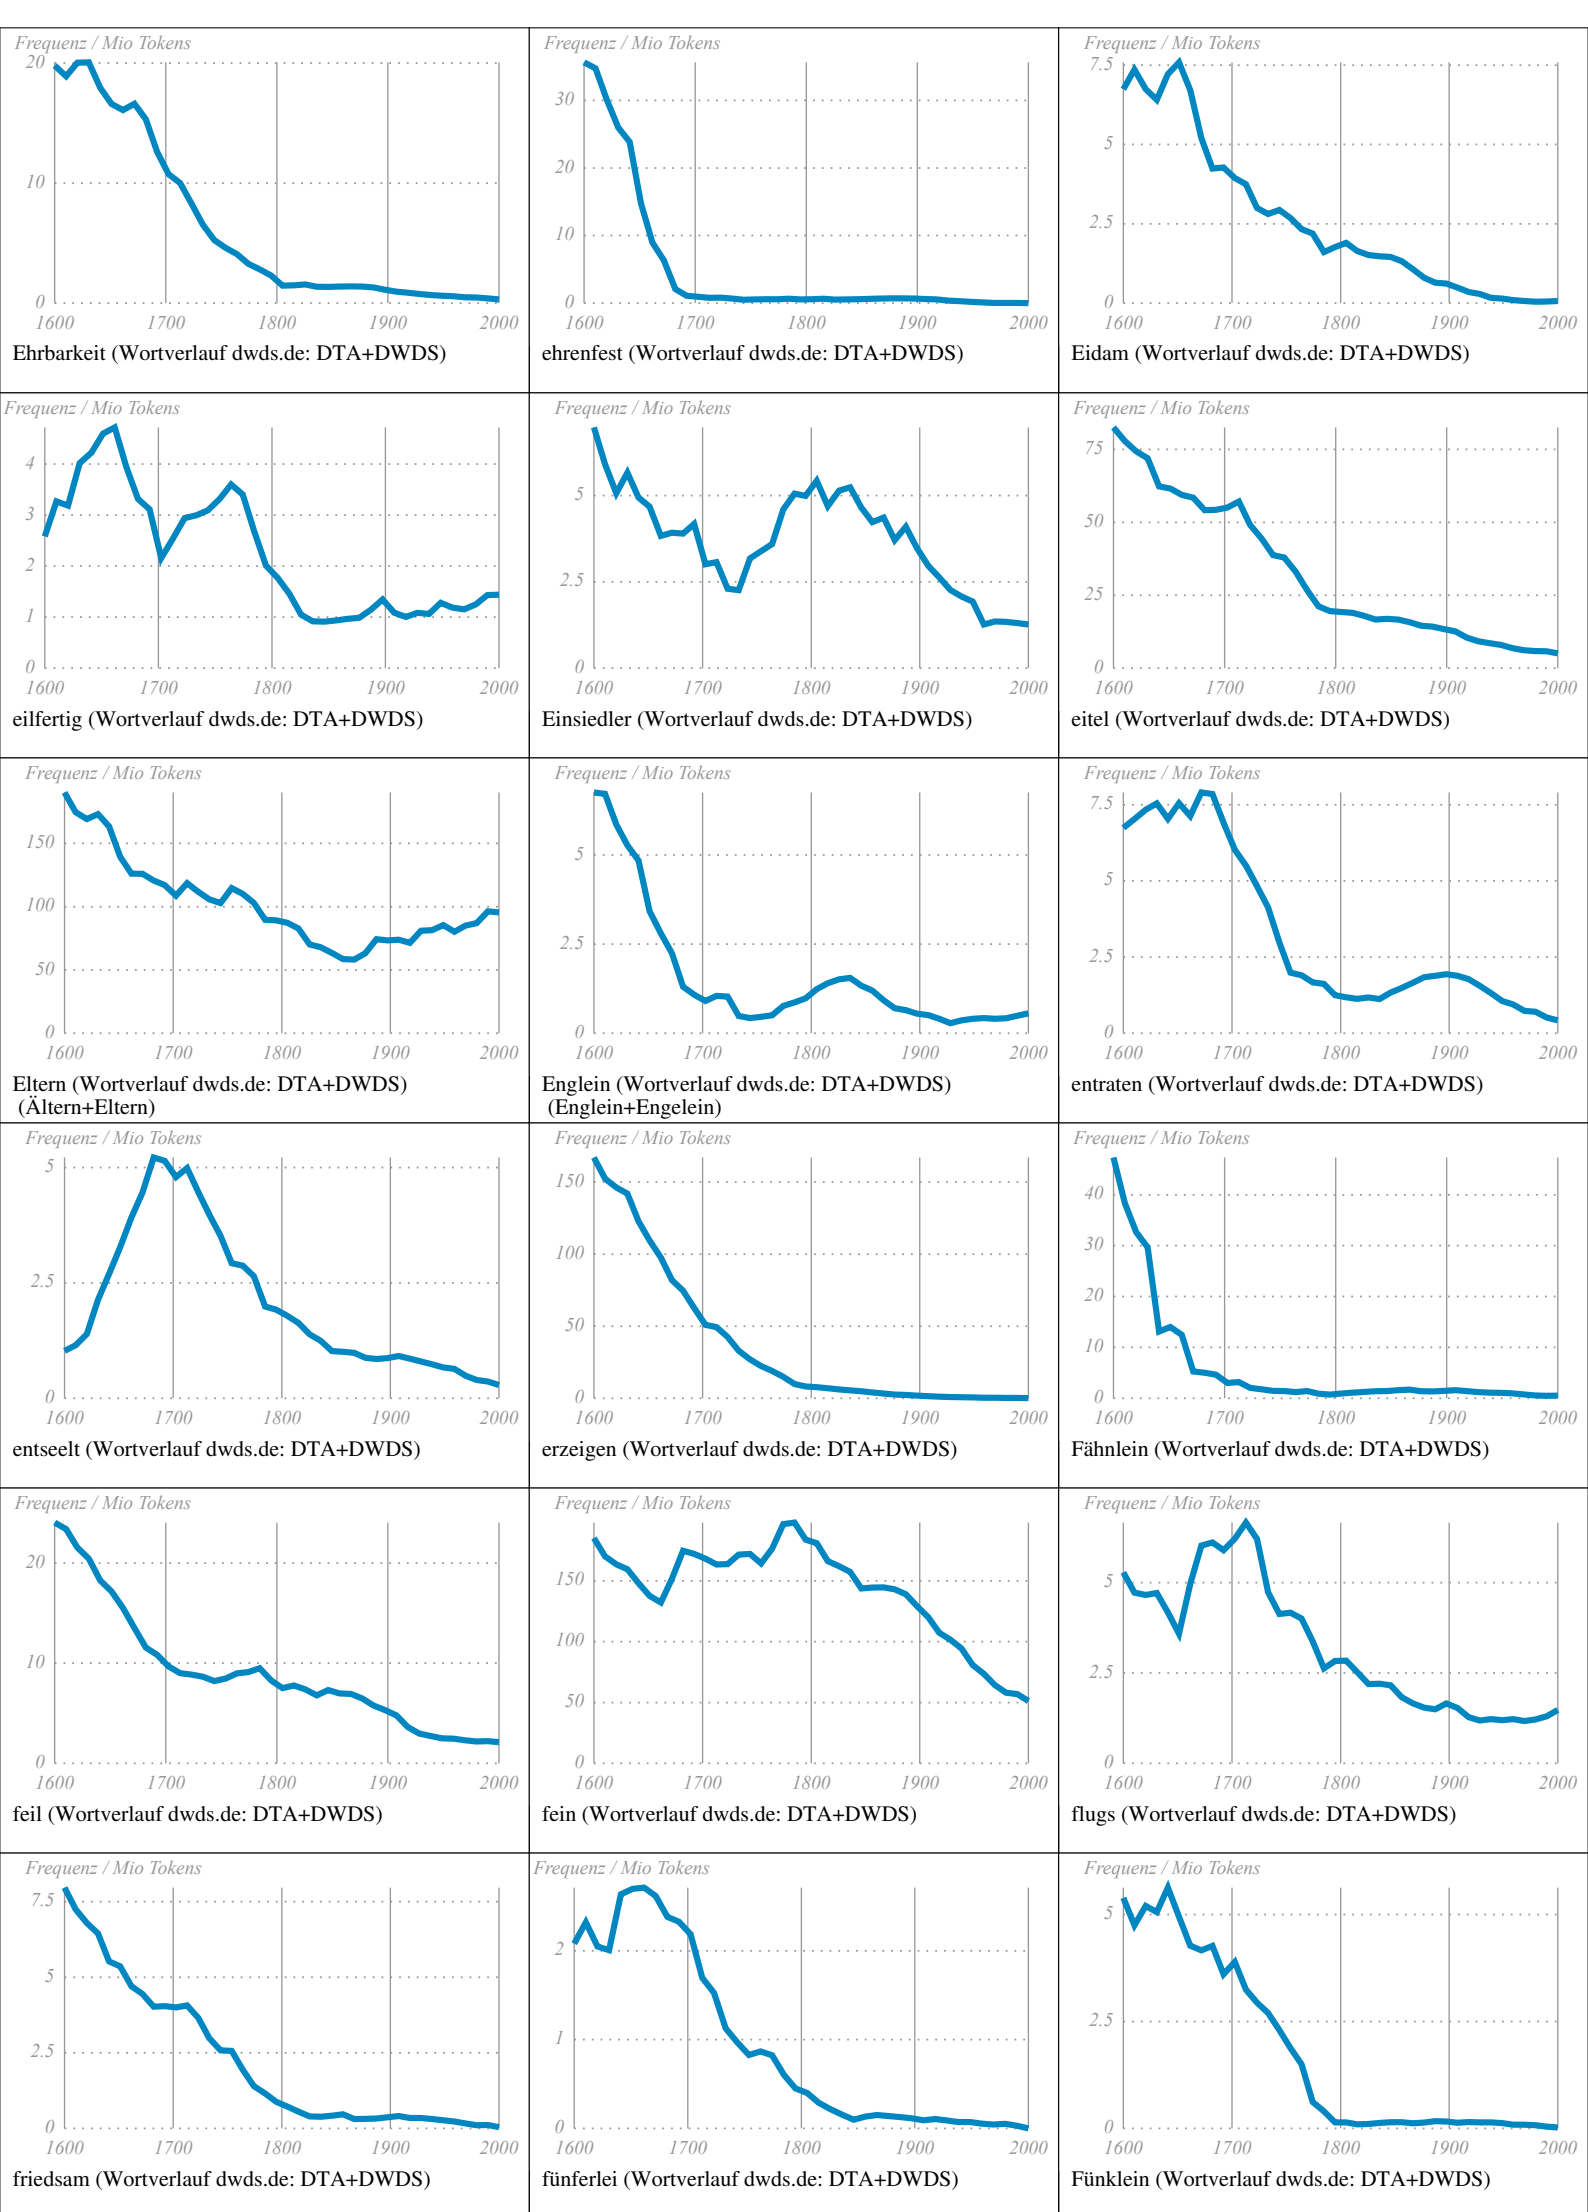 Frequenz / Mio Tokens
20
10
0
1600 1700 1800 1900 2000
Ehrbarkeit (Wortverlauf dwds.de: DTA+DWDS)
Frequenz / Mio Tokens
30
20
10
0
1600 1700 1800 1900 2000
ehrenfest (Wortverlauf dwds.de: DTA+DWDS)
Frequenz / Mio Tokens
7.5
5
2.5
0
1600 1700 1800 1900 2000
Eidam (Wortverlauf dwds.de: DTA+DWDS)
Frequenz / Mio Tokens
4
3
2
1
0
1600 1700 1800 1900 2000
eilfertig (Wortverlauf dwds.de: DTA+DWDS)
Frequenz / Mio Tokens
5
2.5
0
1600 1700 1800 1900 2000
Einsiedler (Wortverlauf dwds.de: DTA+DWDS)
Frequenz / Mio Tokens
75
50
25
0
1600 1700 1800 1900 2000
eitel (Wortverlauf dwds.de: DTA+DWDS)
Frequenz / Mio Tokens
150
100
50
0
1600 1700 1800 1900 2000
Eltern (Wortverlauf dwds.de: DTA+DWDS)
(Ältern+Eltern)
Frequenz / Mio Tokens
5
2.5
0
1600 1700 1800 1900 2000
Englein (Wortverlauf dwds.de: DTA+DWDS)
(Englein+Engelein)
Frequenz / Mio Tokens
7.5
5
2.5
0
1600 1700 1800 1900 2000
entraten (Wortverlauf dwds.de: DTA+DWDS)
Frequenz / Mio Tokens
5
2.5
0
1600 1700 1800 1900 2000
entseelt (Wortverlauf dwds.de: DTA+DWDS)
Frequenz / Mio Tokens
150
100
50
0
1600 1700 1800 1900 2000
erzeigen (Wortverlauf dwds.de: DTA+DWDS)
Frequenz / Mio Tokens
40
30
20
10
0
1600 1700 1800 1900 2000
Fähnlein (Wortverlauf dwds.de: DTA+DWDS)
Frequenz / Mio Tokens
20
10
0
1600 1700 1800 1900 2000
feil (Wortverlauf dwds.de: DTA+DWDS)
Frequenz / Mio Tokens
150
100
50
0
1600 1700 1800 1900 2000
fein (Wortverlauf dwds.de: DTA+DWDS)
Frequenz / Mio Tokens
5
2.5
0
1600 1700 1800 1900 2000
flugs (Wortverlauf dwds.de: DTA+DWDS)
Frequenz / Mio Tokens
7.5
5
2.5
0
1600 1700 1800 1900 2000
friedsam (Wortverlauf dwds.de: DTA+DWDS)
Frequenz / Mio Tokens
2
1
0
1600 1700 1800 1900 2000
fünferlei (Wortverlauf dwds.de: DTA+DWDS)
Frequenz / Mio Tokens
5
2.5
0
1600 1700 1800 1900 2000
Fünklein (Wortverlauf dwds.de: DTA+DWDS)